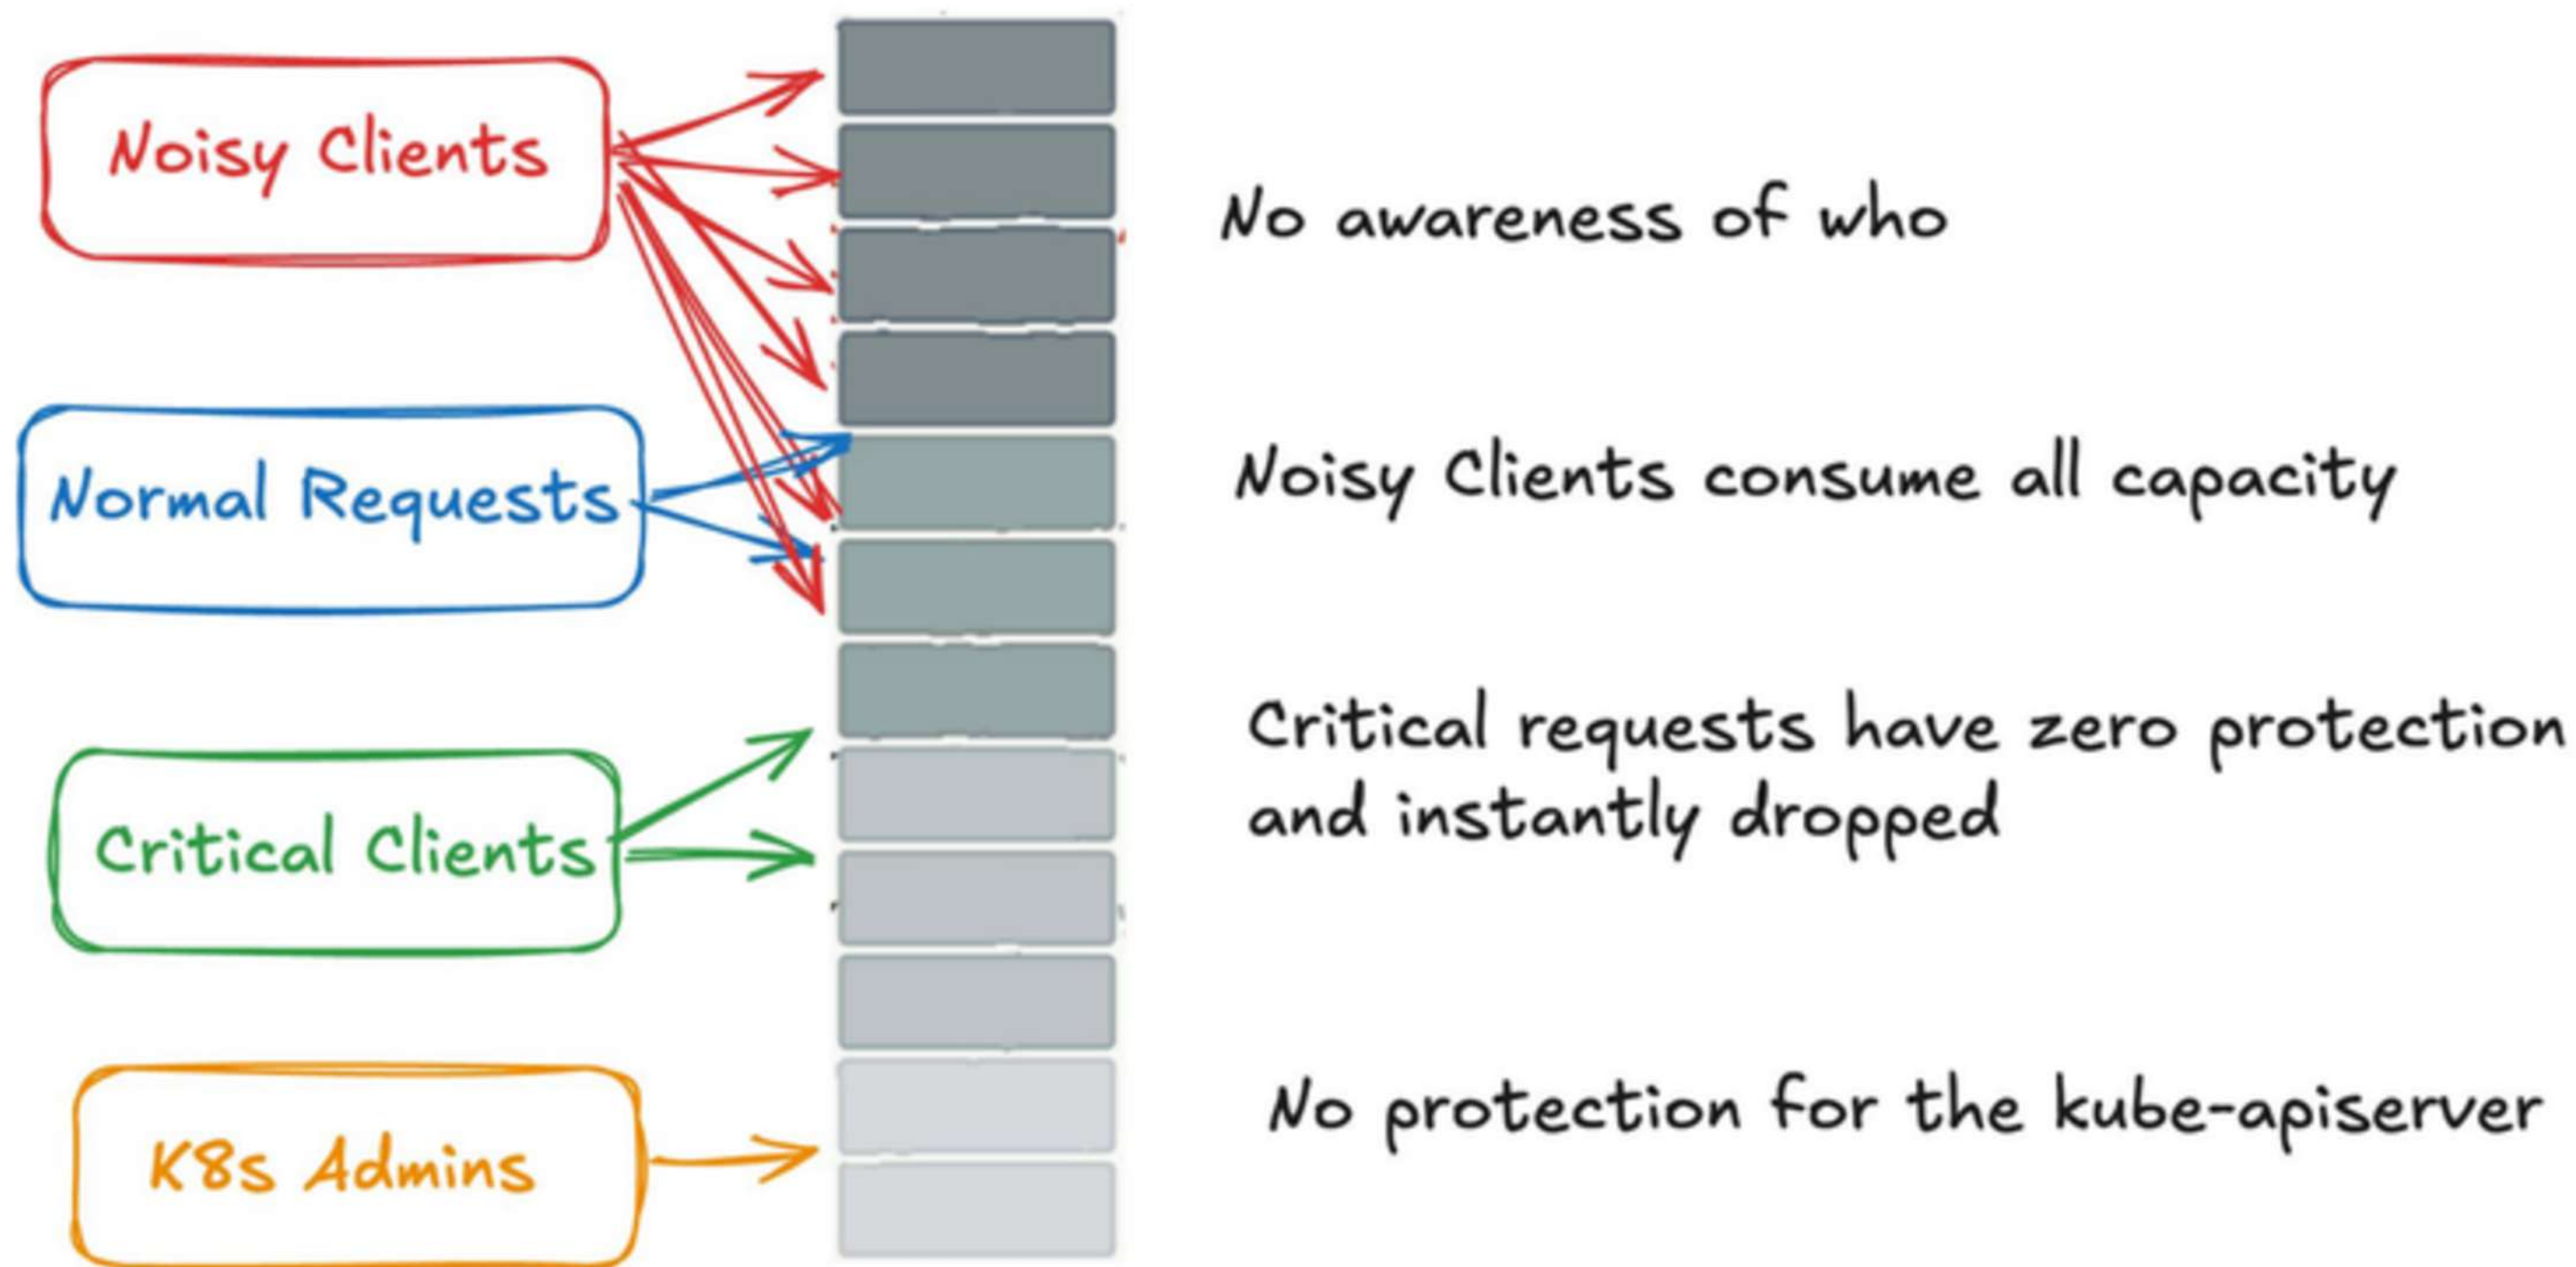 Noisy Clients
No awareness of who
Normal Requests
Noisy Clients consume all capacity
Critical Clients
Critical requests have zero protection
and instantly dropped
K8s Admins
No protection for the kube-apiserver